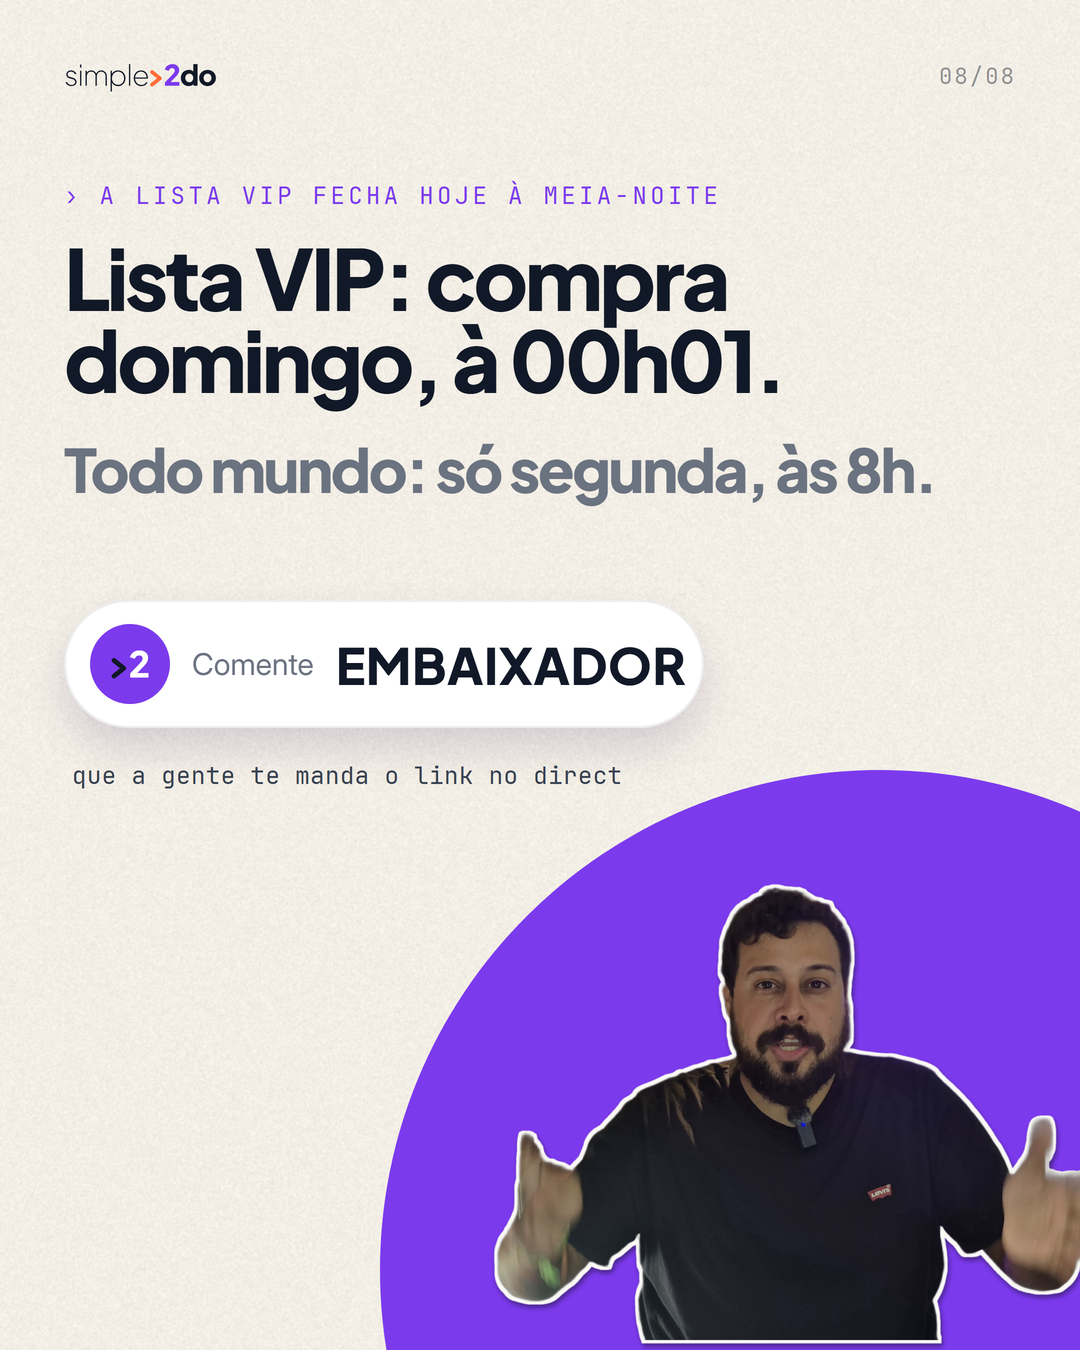 simple>2do
08/08
› A LISTA VIP FECHA HOJE À MEIA-NOITE
Lista VIP: compra
domingo, à 00h01.
Todo mundo: só segunda, às 8h.
>2 Comente EMBAIXADOR
que a gente te manda o link no direct
Levi's